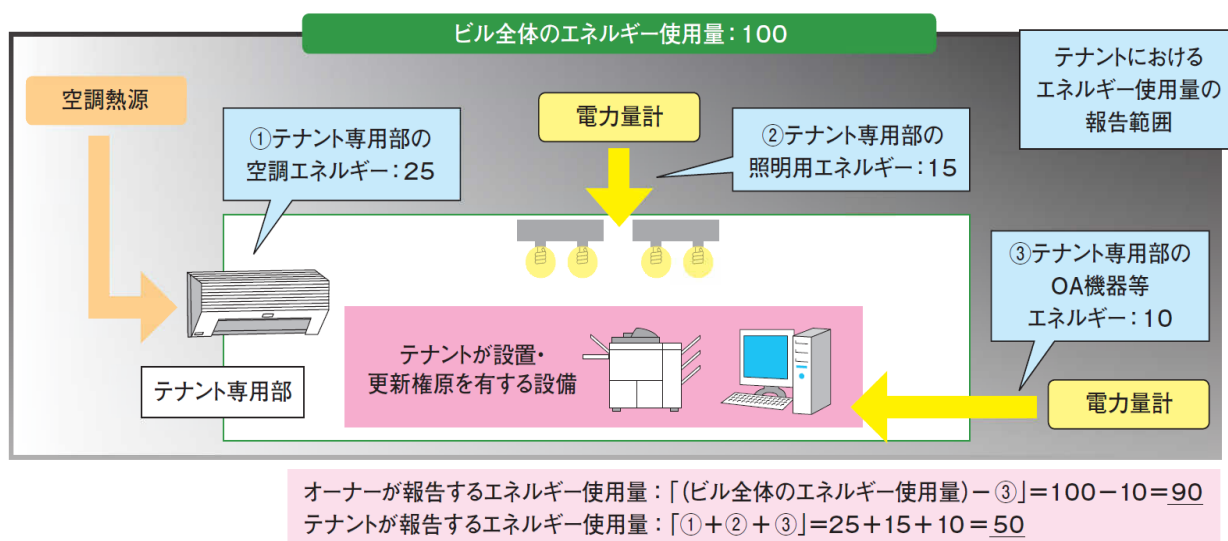 ビル全体のエネルギー使用量：100
テナントにおける
エネルギー使用量の
報告範囲
空調熱源
電力量計
①テナント専用部の
空調エネルギー：25
②テナント専用部の
照明用エネルギー：15
③テナント専用部の
OA機器等
エネルギー：10
テナントが設置・
更新権原を有する設備
テナント専用部
電力量計
オーナーが報告するエネルギー使用量：「（ビル全体のエネルギー使用量）－③」＝100－10＝90
テナントが報告するエネルギー使用量：「①＋②＋③」＝25＋15＋10＝50